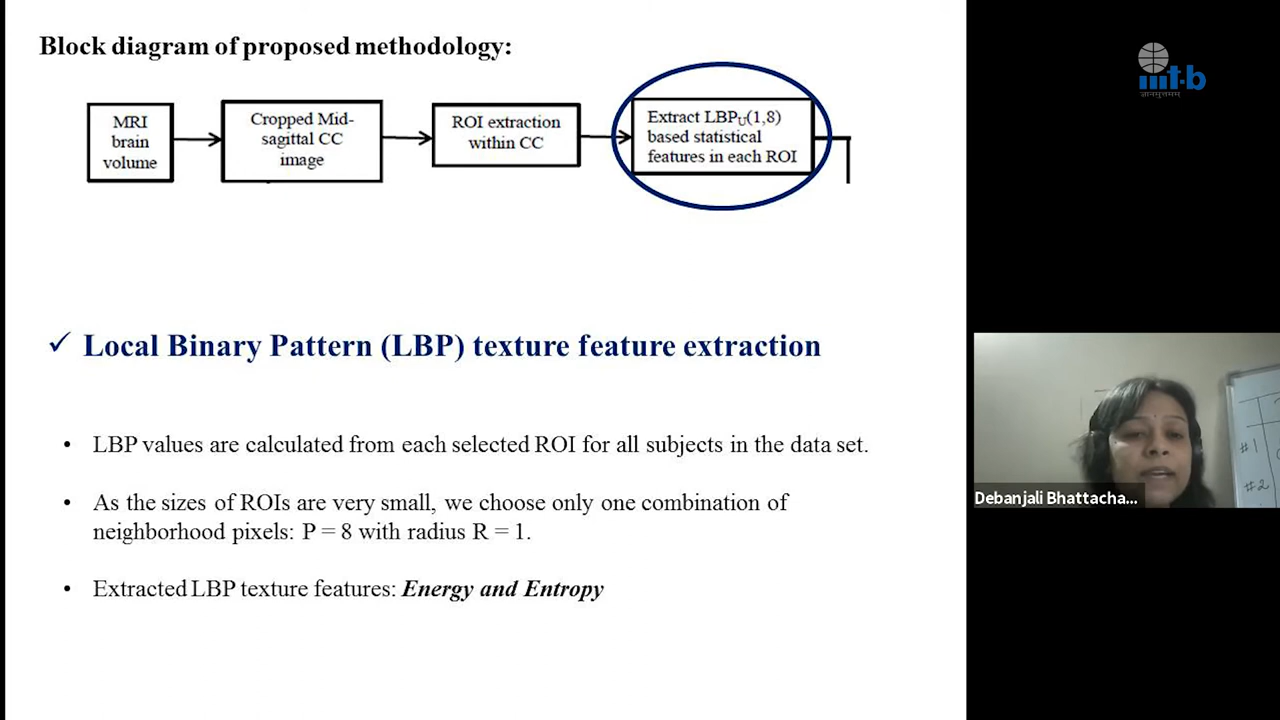 Block diagram of proposed methodology:
MRI
brain
volume
Cropped Mid-
sagittal CC
image
ROI extraction
within CC
Extract LBPU(1,8)
based statistical
features in each ROI
✓ Local Binary Pattern (LBP) texture feature extraction
• LBP values are calculated from each selected ROI for all subjects in the data set.
• As the sizes of ROIs are very small, we choose only one combination of
neighborhood pixels: P = 8 with radius R = 1.
• Extracted LBP texture features: Energy and Entropy
iiit-b
ज्ञानमुत्तमम्
#1
#2
Debanjali Bhattacha...